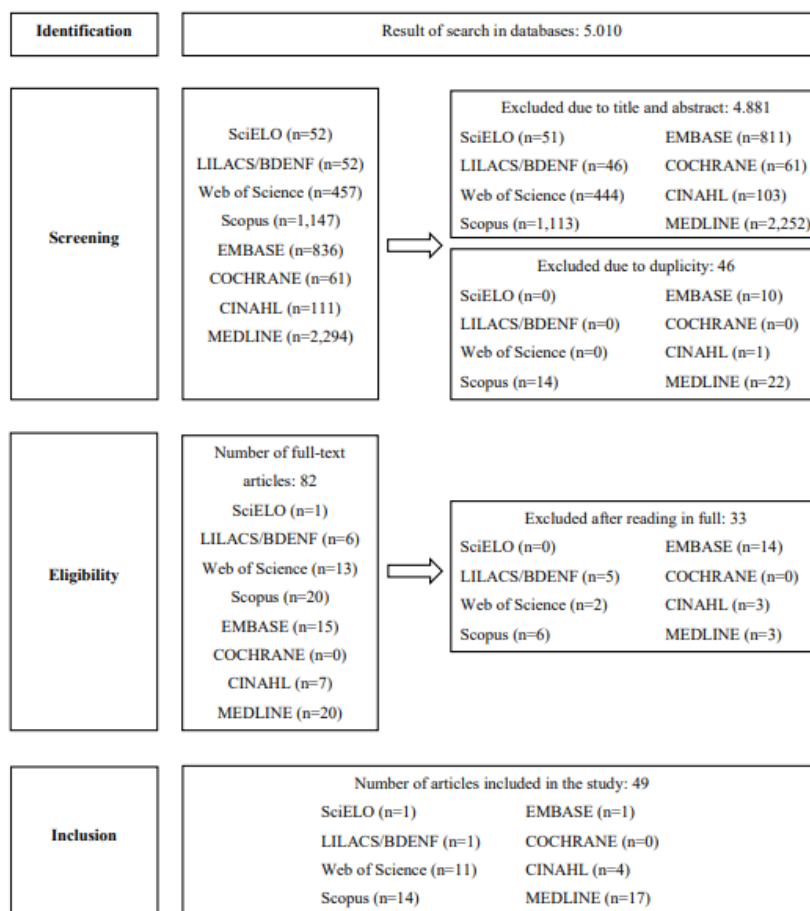 Identification
Result of search in databases: 5.010
Screening
SciELO (n=52)
LILACS/BDENF (n=52)
Web of Science (n=457)
Scopus (n=1,147)
EMBASE (n=836)
COCHRANE (n=61)
CINAHL (n=111)
MEDLINE (n=2,294)
Excluded due to title and abstract: 4.881
SciELO (n=51) EMBASE (n=811)
LILACS/BDENF (n=46) COCHRANE (n=61)
Web of Science (n=444) CINAHL (n=103)
Scopus (n=1,113) MEDLINE (n=2,252)
Excluded due to duplicity: 46
SciELO (n=0) EMBASE (n=10)
LILACS/BDENF (n=0) COCHRANE (n=0)
Web of Science (n=0) CINAHL (n=1)
Scopus (n=14) MEDLINE (n=22)
Eligibility
Number of full-text
articles: 82
SciELO (n=1)
LILACS/BDENF (n=6)
Web of Science (n=13)
Scopus (n=20)
EMBASE (n=15)
COCHRANE (n=0)
CINAHL (n=7)
MEDLINE (n=20)
Excluded after reading in full: 33
SciELO (n=0) EMBASE (n=14)
LILACS/BDENF (n=5) COCHRANE (n=0)
Web of Science (n=2) CINAHL (n=3)
Scopus (n=6) MEDLINE (n=3)
Inclusion
Number of articles included in the study: 49
SciELO (n=1) EMBASE (n=1)
LILACS/BDENF (n=1) COCHRANE (n=0)
Web of Science (n=11) CINAHL (n=4)
Scopus (n=14) MEDLINE (n=17)